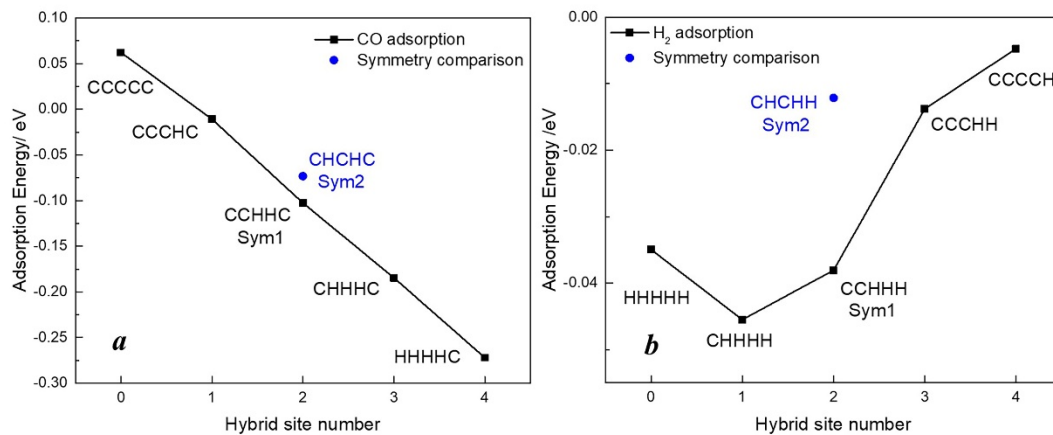 0.10
0.05
0.00
-0.05
-0.10
-0.15
-0.20
-0.25
-0.30
Adsorption Energy/ eV
CO adsorption
Symmetry comparison
CCCCC
CCCHC
CHCHC
Sym2
CCHHC
Sym1
CHHHC
HHHHC
a
0
1
2
3
4
Hybrid site number
0.00
-0.02
-0.04
Adsorption Energy /eV
H₂ adsorption
Symmetry comparison
CHCHH
Sym2
CCCCH
CCCHH
HHHHH
CCHHH
Sym1
CHHHH
b
0
1
2
3
4
Hybrid site number